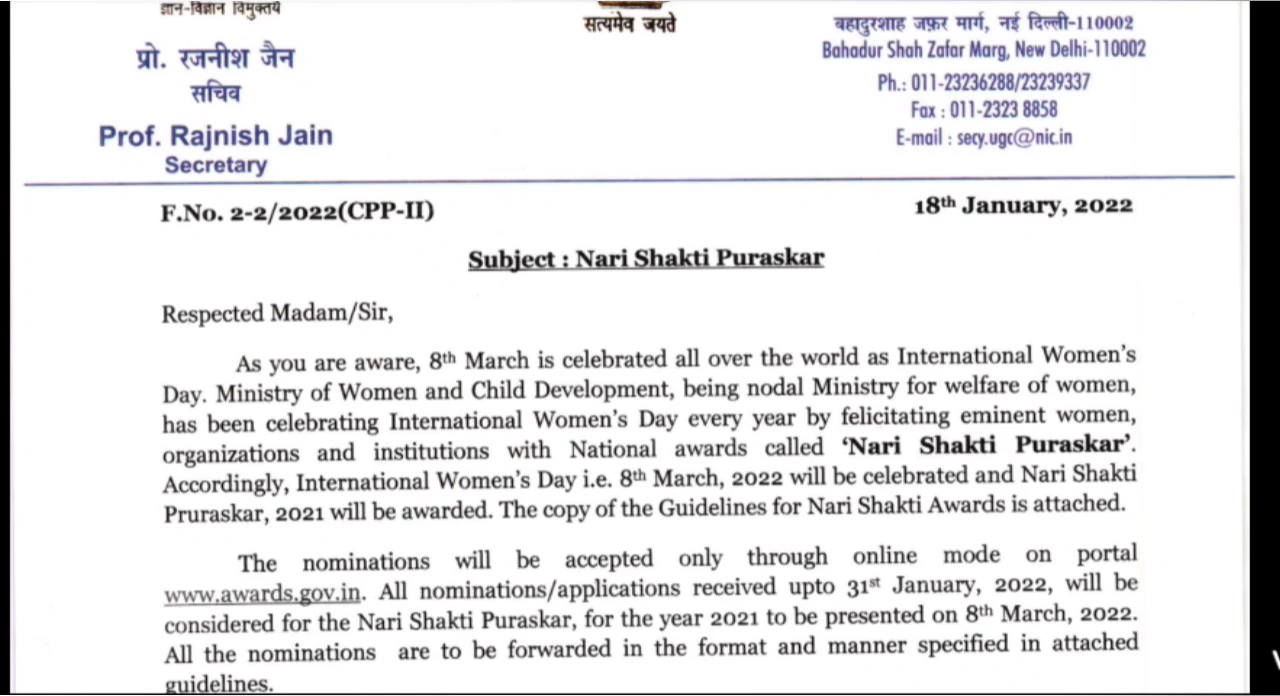 ज्ञान-विज्ञान विमुक्तये
सत्यमेव जयते
बहादुरशाह ज़फ़र मार्ग, नई दिल्ली-110002
Bahadur Shah Zafar Marg, New Delhi-110002
Ph.: 011-23236288/23239337
Fax : 011-2323 8858
E-mail : secy.ugc@nic.in
प्रो. रजनीश जैन
सचिव
Prof. Rajnish Jain
Secretary
F.No. 2-2/2022(CPP-II)
18th January, 2022
Subject : Nari Shakti Puraskar
Respected Madam/Sir,
As you are aware, 8th March is celebrated all over the world as International Women's
Day. Ministry of Women and Child Development, being nodal Ministry for welfare of women,
has been celebrating International Women's Day every year by felicitating eminent women,
organizations and institutions with National awards called 'Nari Shakti Puraskar'.
Accordingly, International Women's Day i.e. 8th March, 2022 will be celebrated and Nari Shakti
Pruraskar, 2021 will be awarded. The copy of the Guidelines for Nari Shakti Awards is attached.
The nominations will be accepted only through online mode on portal
www.awards.gov.in. All nominations/applications received upto 31st January, 2022, will be
considered for the Nari Shakti Puraskar, for the year 2021 to be presented on 8th March, 2022.
All the nominations are to be forwarded in the format and manner specified in attached
guidelines.